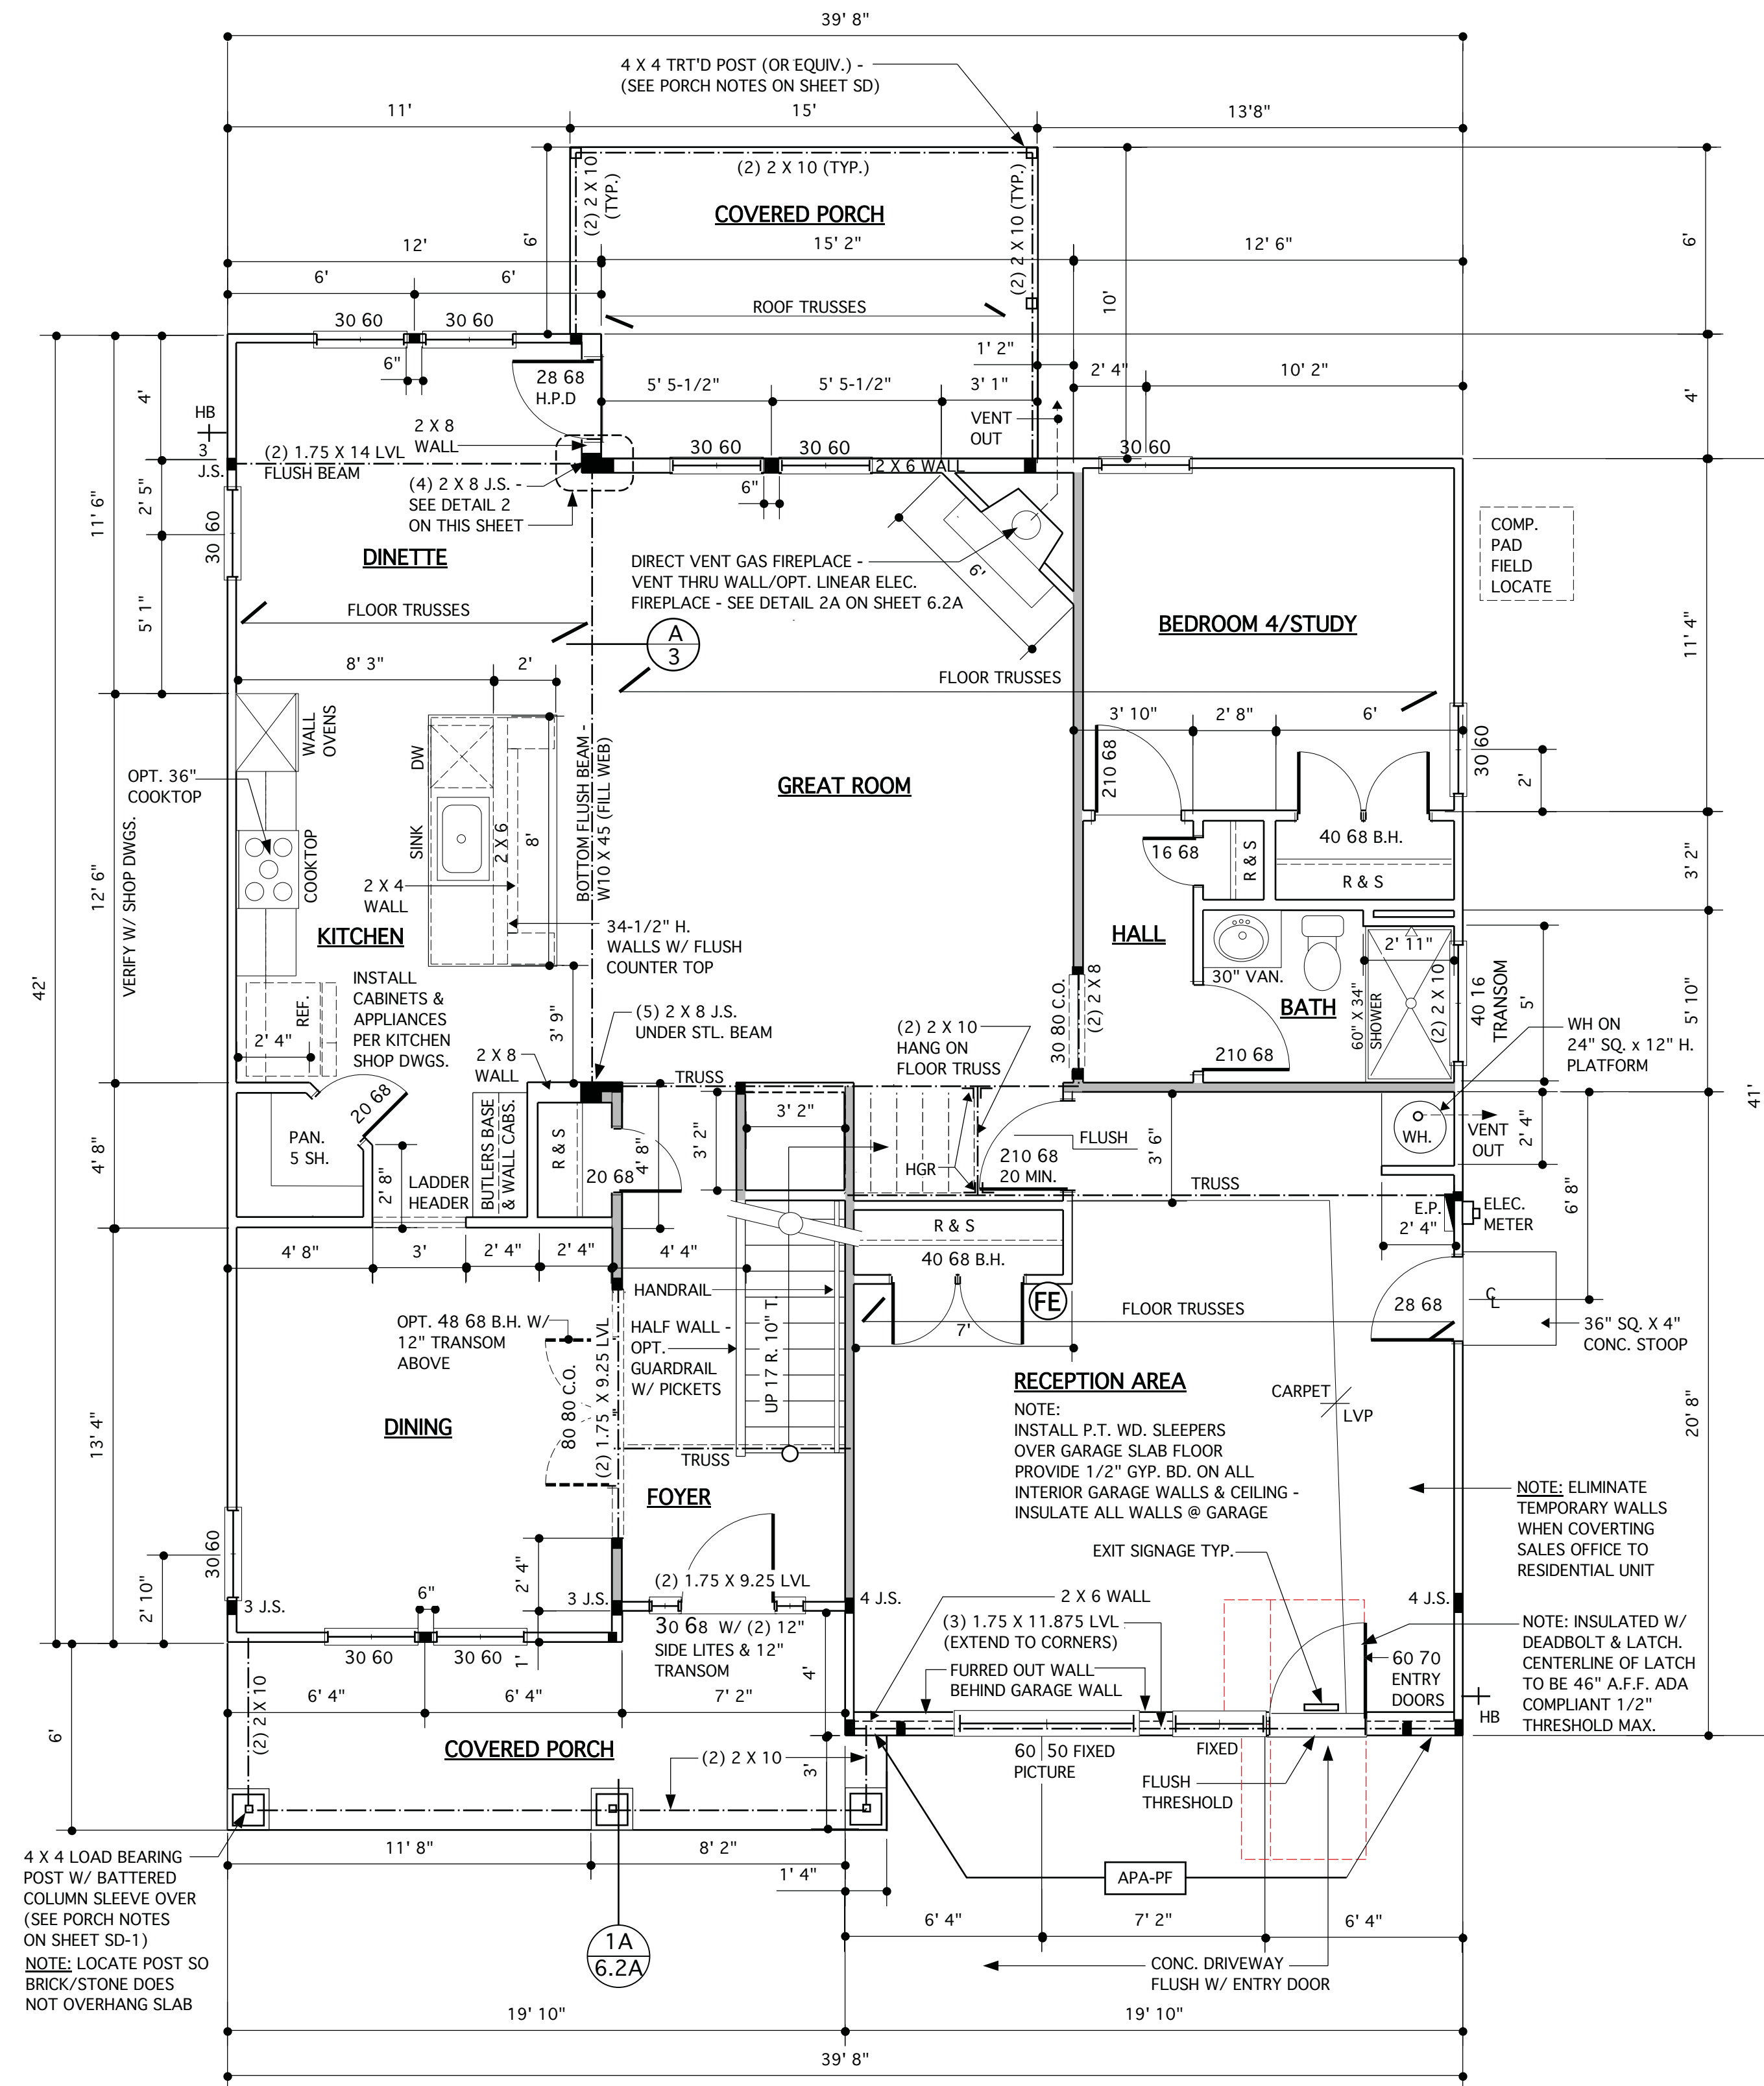 39' 8"
4 X 4 TRT'D POST (OR EQUIV.) -
(SEE PORCH NOTES ON SHEET SD)
11'
15'
13'8"
(2) 2 X 10 (TYP.)
(2) 2 X 10
(TYP.)
(2) 2 X 10 (TYP.)
COVERED PORCH
6'
6'
12'
15' 2"
12' 6"
6'
6'
10'
ROOF TRUSSES
30 60
30 60
6"
28 68
H.P.D
1' 2"
2' 4"
10' 2"
5' 5-1/2"
5' 5-1/2"
3' 1"
4'
4'
HB
3
J.S.
2 X 8
WALL
VENT
OUT
(2) 1.75 X 14 LVL
FLUSH BEAM
30 60
30 60
30 60
2 X 6 WALL
(4) 2 X 8 J.S. -
SEE DETAIL 2
ON THIS SHEET
6"
11' 6"
2' 5"
30 60
5' 1"
COMP.
PAD
FIELD
LOCATE
DINETTE
DIRECT VENT GAS FIREPLACE -
VENT THRU WALL/OPT. LINEAR ELEC.
FIREPLACE - SEE DETAIL 2A ON SHEET 6.2A
6'
FLOOR TRUSSES
A
3
BEDROOM 4/STUDY
11' 4"
8' 3"
2'
FLOOR TRUSSES
3' 10"
2' 8"
6'
WALL
OVENS
DW
BOTTOM FLUSH BEAM -
W10 X 45 (FILL WEB)
210 68
30 60
2'
OPT. 36"
COOKTOP
GREAT ROOM
SINK
2 X 6
8'
COOKTOP
16 68
R & S
40 68 B.H.
R & S
3' 2"
12' 6"
VERIFY W/ SHOP DWGS.
2 X 4
WALL
34-1/2" H.
WALLS W/ FLUSH
COUNTER TOP
KITCHEN
HALL
2' 11"
30" VAN.
BATH
60" X 34"
SHOWER
(2) 2 X 10
40 16
TRANSOM
5'
5' 10"
42'
INSTALL
CABINETS &
APPLIANCES
PER KITCHEN
SHOP DWGS.
REF.
2' 4"
3' 9"
(5) 2 X 8 J.S.
UNDER STL. BEAM
(2) 2 X 10
HANG ON
FLOOR TRUSS
30 80 C.O.
(2) 2 X 8
210 68
WH ON
24" SQ. x 12" H.
PLATFORM
2 X 8
WALL
TRUSS
41'
20 68
PAN.
5 SH.
BUTLERS BASE
& WALL CABS.
R & S
3' 2"
3' 2"
4' 8"
4' 8"
20 68
FLUSH
HGR
210 68
20 MIN.
3' 6"
WH.
VENT
OUT
2' 4"
2' 8"
LADDER
HEADER
TRUSS
E.P.
2' 4"
ELEC.
METER
6' 8"
4' 8"
3'
2' 4"
2' 4"
4' 4"
R & S
40 68 B.H.
HANDRAIL
FE
7'
FLOOR TRUSSES
28 68
CL
36" SQ. X 4"
CONC. STOOP
OPT. 48 68 B.H. W/
12" TRANSOM
ABOVE
HALF WALL -
OPT.
GUARDRAIL
W/ PICKETS
80 80 C.O.
(2) 1.75 X 9.25 LVL
UP 17 R. 10" T.
RECEPTION AREA
NOTE:
INSTALL P.T. WD. SLEEPERS
OVER GARAGE SLAB FLOOR
PROVIDE 1/2" GYP. BD. ON ALL
INTERIOR GARAGE WALLS & CEILING -
INSULATE ALL WALLS @ GARAGE
CARPET
LVP
20' 8"
13' 4"
DINING
TRUSS
FOYER
NOTE: ELIMINATE
TEMPORARY WALLS
WHEN COVERTING
SALES OFFICE TO
RESIDENTIAL UNIT
EXIT SIGNAGE TYP.
30 60
2' 10"
3 J.S.
6"
2' 4"
3 J.S.
(2) 1.75 X 9.25 LVL
4 J.S.
2 X 6 WALL
4 J.S.
(3) 1.75 X 11.875 LVL
(EXTEND TO CORNERS)
30 68 W/ (2) 12"
SIDE LITES & 12"
TRANSOM
NOTE: INSULATED W/
DEADBOLT & LATCH.
CENTERLINE OF LATCH
TO BE 46" A.F.F. ADA
COMPLIANT 1/2"
THRESHOLD MAX.
30 60
30 60
1'
4'
FURRED OUT WALL
BEHIND GARAGE WALL
60 70
ENTRY
DOORS
6' 4"
6' 4"
7' 2"
HB
6'
(2) 2 X 10
COVERED PORCH
(2) 2 X 10
3'
60 50 FIXED
PICTURE
FIXED
FLUSH
THRESHOLD
11' 8"
8' 2"
1' 4"
APA-PF
4 X 4 LOAD BEARING
POST W/ BATTERED
COLUMN SLEEVE OVER
(SEE PORCH NOTES
ON SHEET SD-1)
NOTE: LOCATE POST SO
BRICK/STONE DOES
NOT OVERHANG SLAB
6' 4"
7' 2"
6' 4"
1A
6.2A
CONC. DRIVEWAY
FLUSH W/ ENTRY DOOR
19' 10"
19' 10"
39' 8"